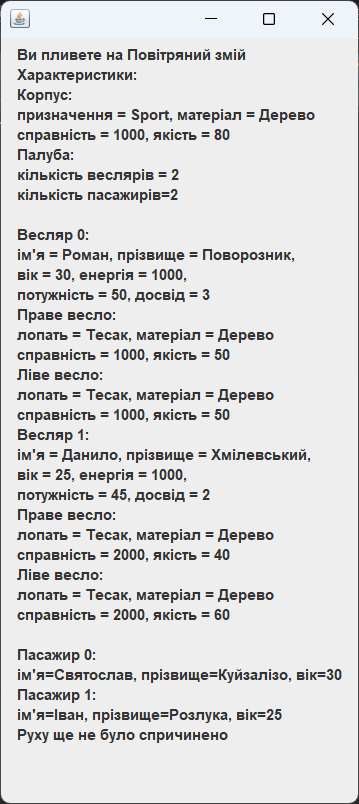 Ви пливете на Повітряний змій
Характеристики:
Корпус:
призначення = Sport, матеріал = Дерево
справність = 1000, якість = 80
Палуба:
кількість веслярів = 2
кількість пасажирів=2
Весляр 0:
ім'я = Роман, прізвище = Поворозник,
вік = 30, енергія = 1000,
потужність = 50, досвід = 3
Праве весло:
лопать = Тесак, матеріал = Дерево
справність = 1000, якість = 50
Ліве весло:
лопать = Тесак, матеріал = Дерево
справність = 1000, якість = 50
Весляр 1:
ім'я = Данило, прізвище = Хмілевський,
вік = 25, енергія = 1000,
потужність = 45, досвід = 2
Праве весло:
лопать = Тесак, матеріал = Дерево
справність = 2000, якість = 40
Ліве весло:
лопать = Тесак, матеріал = Дерево
справність = 2000, якість = 60
Пасажир 0:
ім'я=Святослав, прізвище=Куйзалізо, вік=30
Пасажир 1:
ім'я=Іван, прізвище=Розлука, вік=25
Руху ще не було спричинено